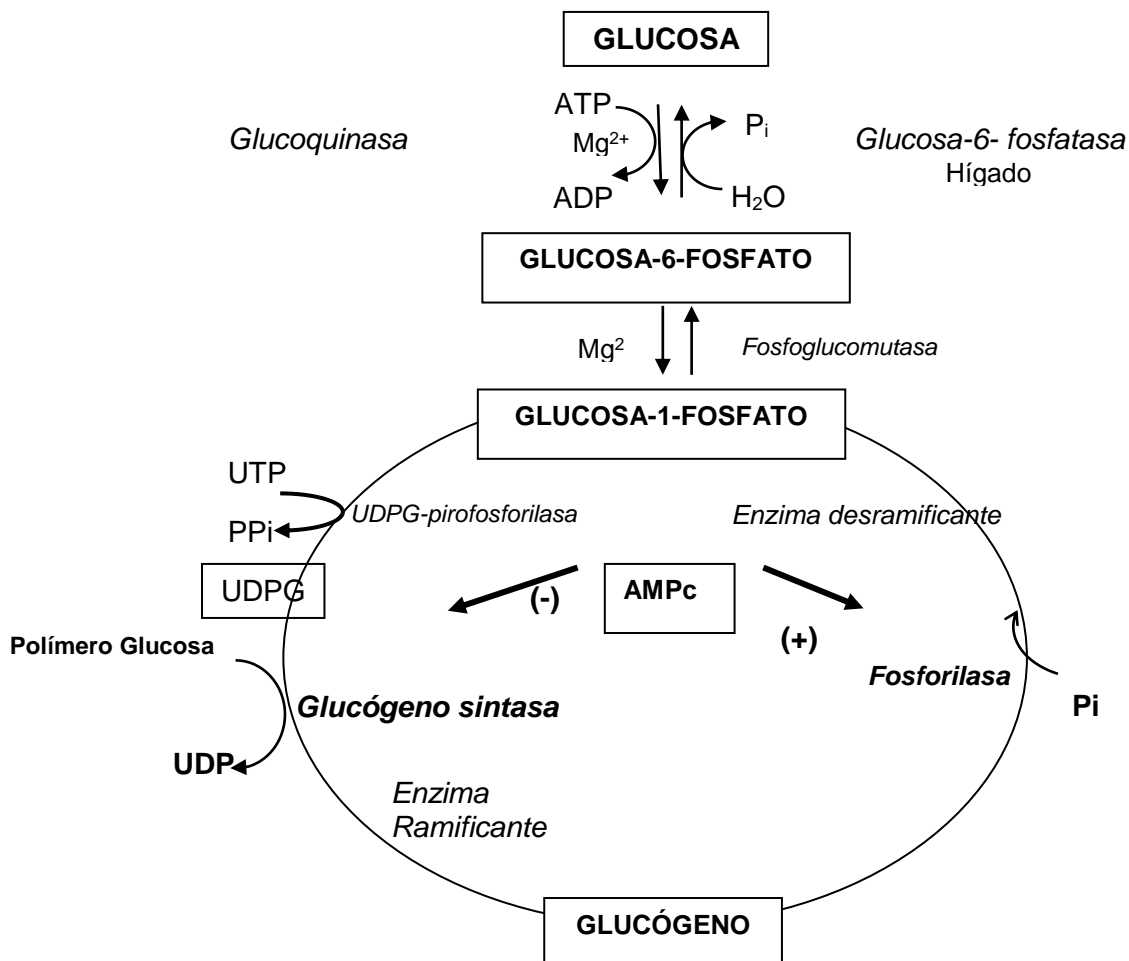 GLUCOSA
ATP
Mg²⁺
ADP
Pᵢ
H₂O
Glucoquinasa
Glucosa-6- fosfatasa
Hígado
GLUCOSA-6-FOSFATO
Mg²
Fosfoglucomutasa
GLUCOSA-1-FOSFATO
UTP
PPi
UDPG-pirofosforilasa
Enzima desramificante
UDPG
(-)
AMPc
(+)
Polímero Glucosa
Glucógeno sintasa
UDP
Fosforilasa
Pi
Enzima
Ramificante
GLUCÓGENO